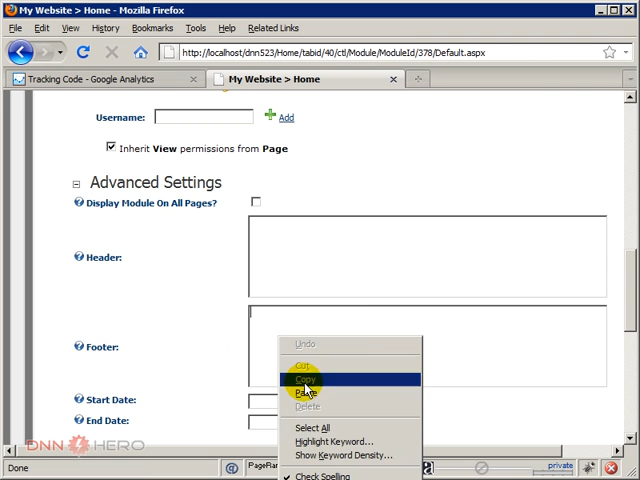 My Website > Home - Mozilla Firefox
File Edit View History Bookmarks Tools Help Related Links
http://localhost/dnn523/Home/tabid/40/ctl/Module/ModuleId/378/Default.aspx
Tracking Code - Google Analytics
My Website > Home
Username:
Add
Inherit View permissions from Page
Advanced Settings
Display Module On All Pages?
Header:
Footer:
Undo
Cut
Copy
Paste
Delete
Start Date:
End Date:
Select All
Highlight Keyword...
Show Keyword Density...
Check Spelling
DNN HERO
Done
PageRan
private